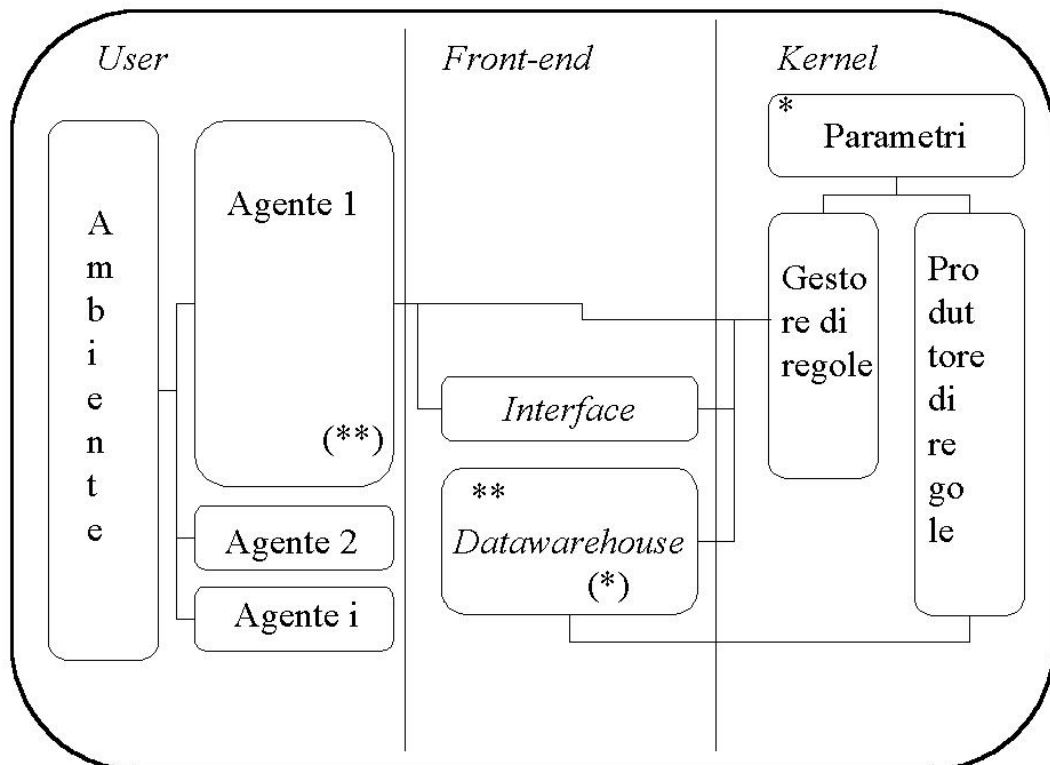 User
Front-end
Kernel
A
m
b
i
e
n
t
e
Agente 1
(**)
Agente 2
Agente i
Interface
**
Datawarehouse
(*)
*
Parametri
Gesto
re di
regole
Pro
dut
tore
di
re
go
le